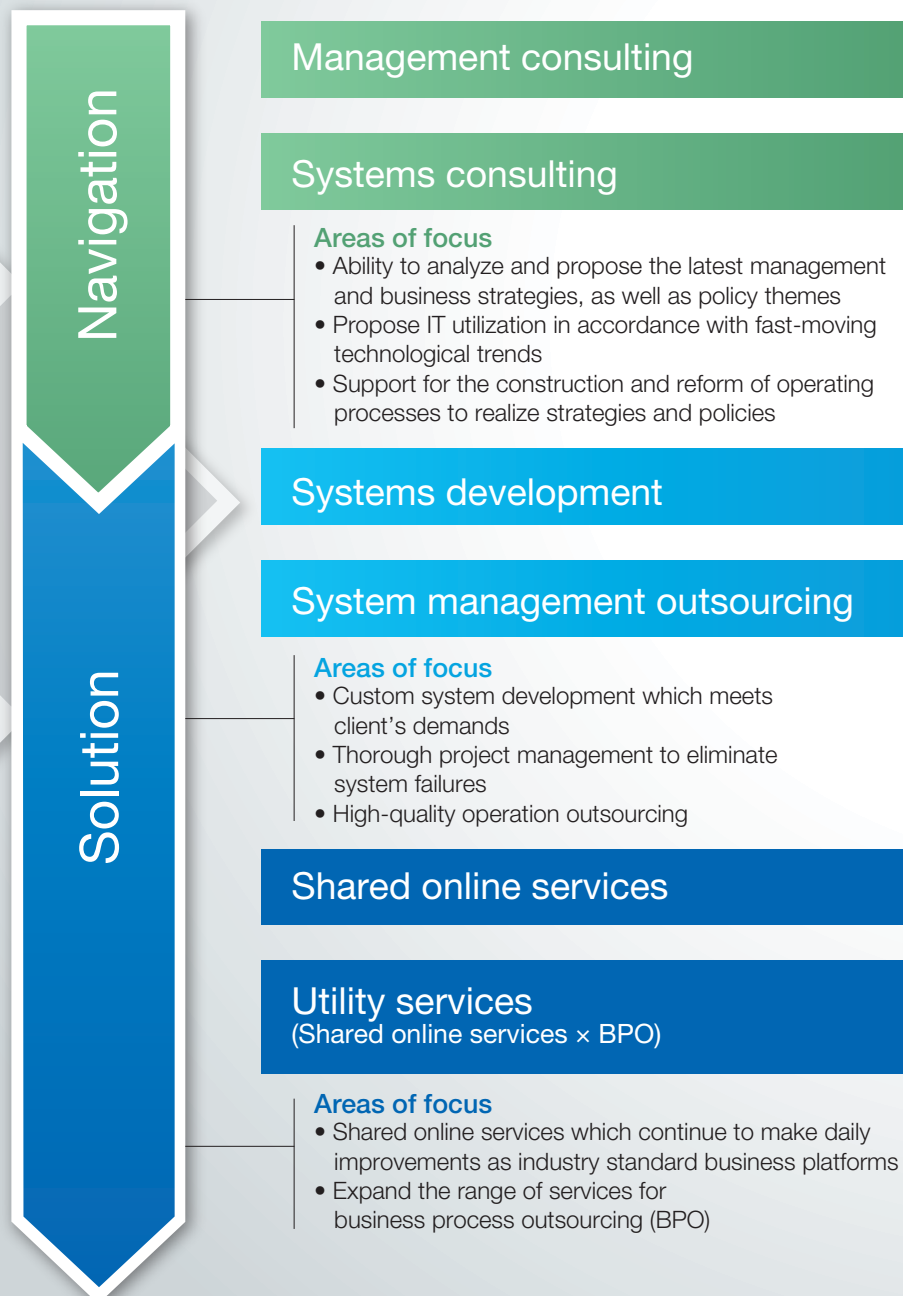 Navigation
Management consulting
Systems consulting
Areas of focus
• Ability to analyze and propose the latest management
and business strategies, as well as policy themes
• Propose IT utilization in accordance with fast-moving
technological trends
• Support for the construction and reform of operating
processes to realize strategies and policies
Solution
Systems development
System management outsourcing
Areas of focus
• Custom system development which meets
client’s demands
• Thorough project management to eliminate
system failures
• High-quality operation outsourcing
Shared online services
Utility services
(Shared online services × BPO)
Areas of focus
• Shared online services which continue to make daily
improvements as industry standard business platforms
• Expand the range of services for
business process outsourcing (BPO)